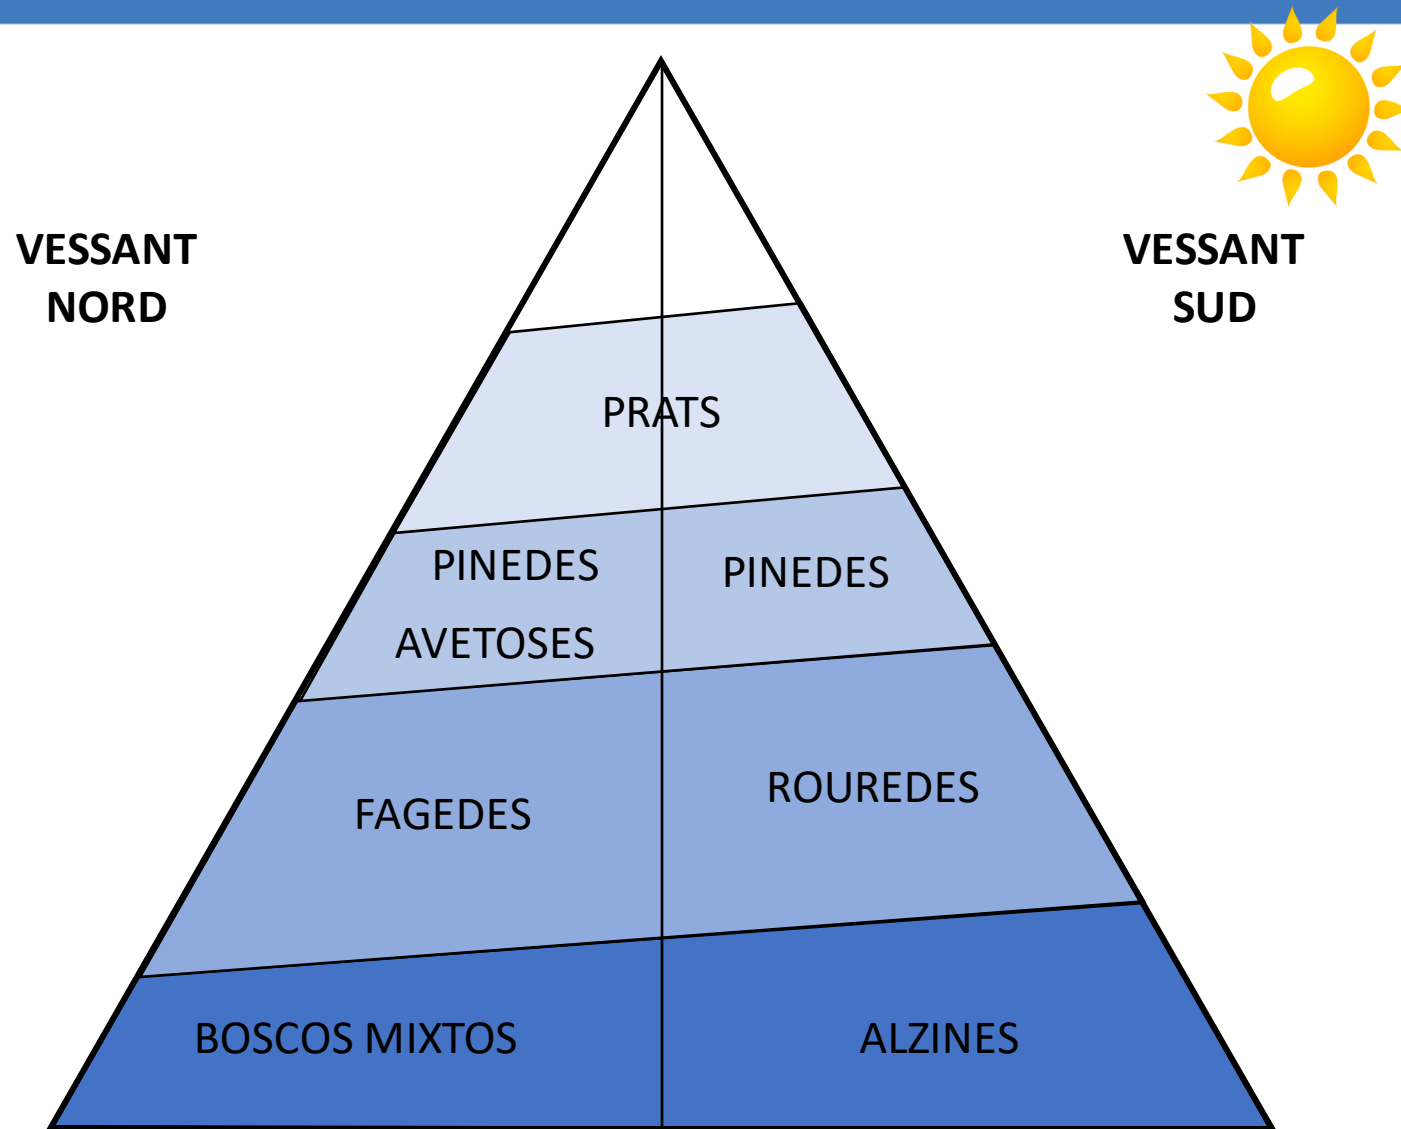 VESSANT
NORD
VESSANT
SUD
PRATS
PINEDES
AVETOSES
PINEDES
FAGEDES
ROUREDES
BOSCOS MIXTOS
ALZINES